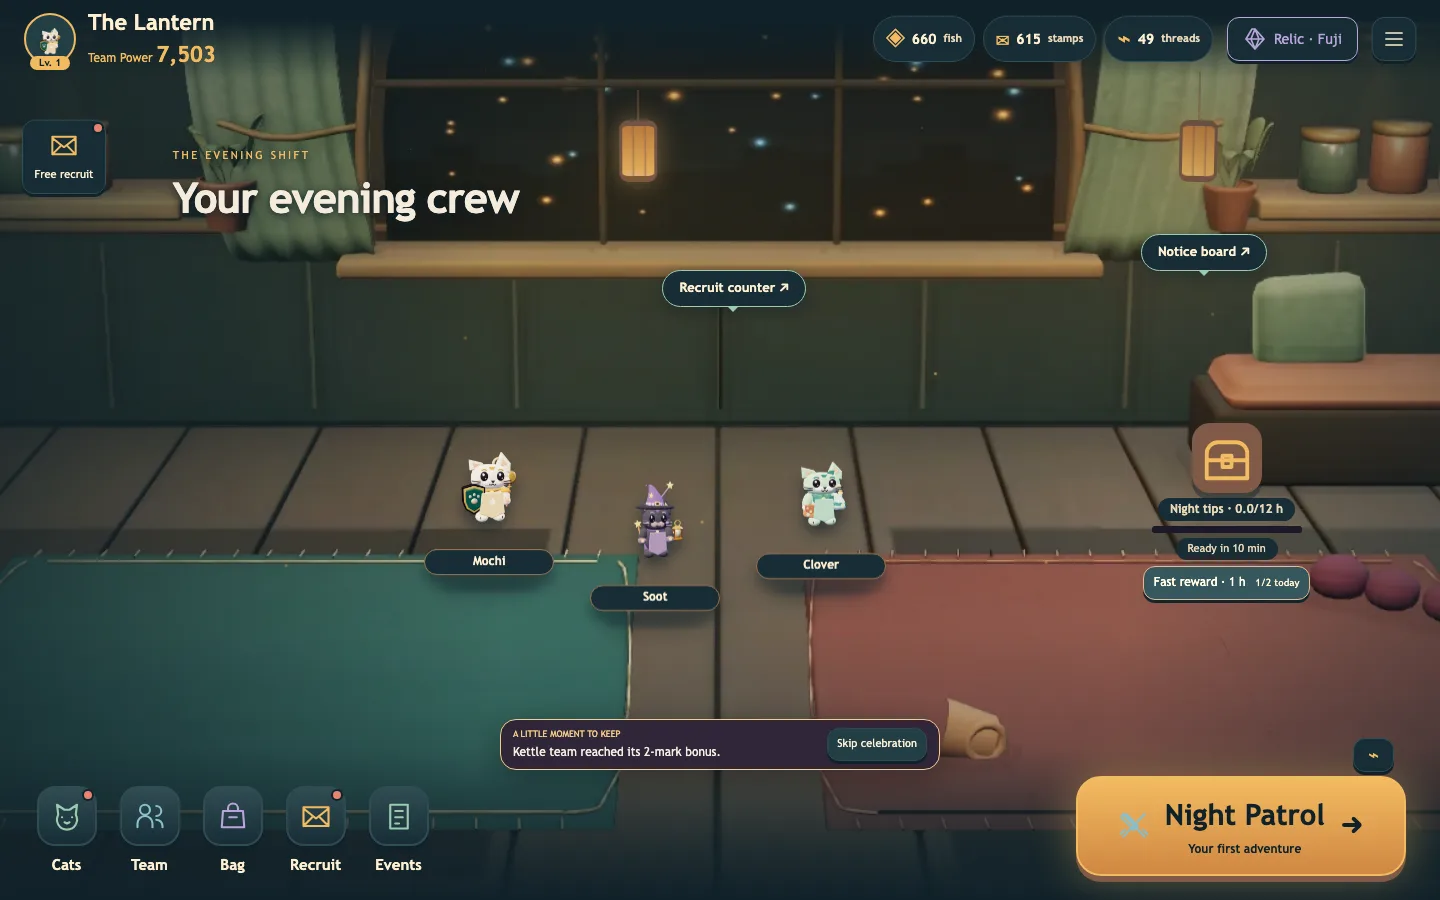 The Lantern
Team Power 7,503
Lv. 1
660 fish
615 stamps
49 threads
Relic · Fuji
Free recruit
THE EVENING SHIFT
Your evening crew
Notice board ↗
Recruit counter ↗
Night tips · 0.0/12 h
Ready in 10 min
Fast reward · 1 h 1/2 today
Mochi
Clover
Soot
A LITTLE MOMENT TO KEEP
Kettle team reached its 2-mark bonus.
Skip celebration
Night Patrol →
Your first adventure
Cats
Team
Bag
Recruit
Events